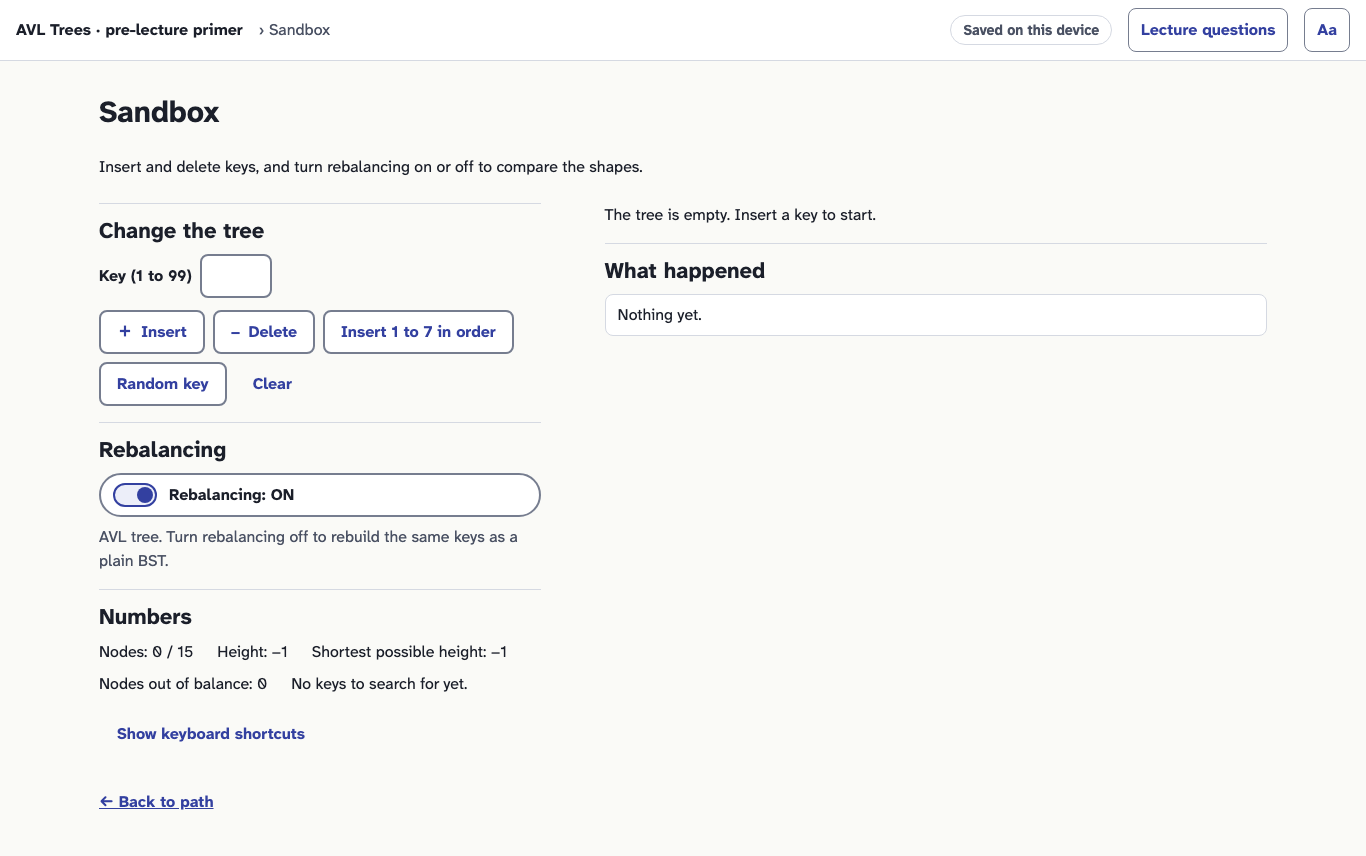 AVL Trees · pre-lecture primer › Sandbox
Saved on this device
Lecture questions
Aa
Sandbox
Insert and delete keys, and turn rebalancing on or off to compare the shapes.
Change the tree
Key (1 to 99)
+ Insert
– Delete
Insert 1 to 7 in order
Random key
Clear
Rebalancing
Rebalancing: ON
AVL tree. Turn rebalancing off to rebuild the same keys as a
plain BST.
Numbers
Nodes: 0 / 15 Height: −1 Shortest possible height: −1
Nodes out of balance: 0 No keys to search for yet.
Show keyboard shortcuts
← Back to path
The tree is empty. Insert a key to start.
What happened
Nothing yet.